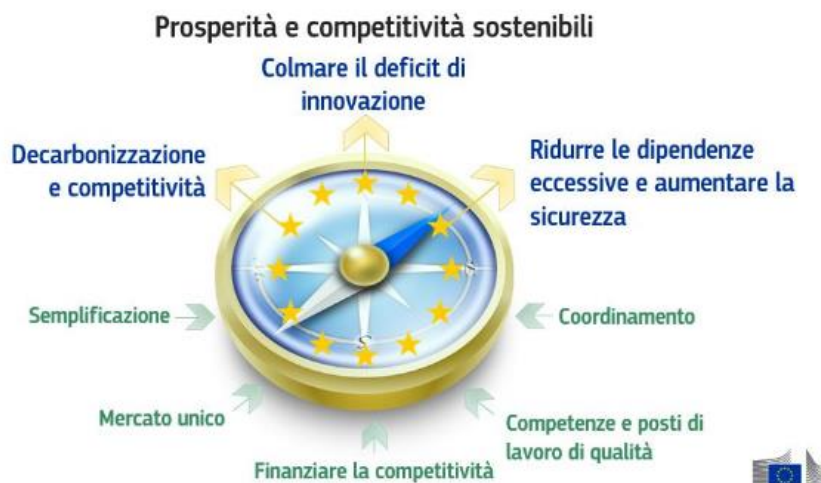 Prosperità e competitività sostenibili
Colmare il deficit di
innovazione
Decarbonizzazione
e competitività
Ridurre le dipendenze
eccessive e aumentare la
sicurezza
Semplificazione
Coordinamento
Mercato unico
Competenze e posti di
lavoro di qualità
Finanziare la competitività
S